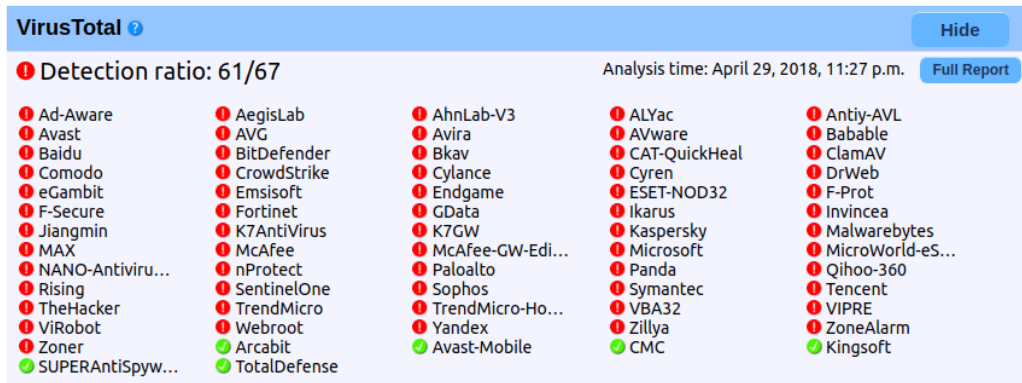 VirusTotal ? Hide
Detection ratio: 61/67 Analysis time: April 29, 2018, 11:27 p.m. Full Report
Ad-Aware AegisLab AhnLab-V3 ALYac Antiy-AVL
Avast AVG Avira AVware Babable
Baidu BitDefender Bkav CAT-QuickHeal ClamAV
Comodo CrowdStrike Cylance Cyren DrWeb
eGambit Emsisoft Endgame ESET-NOD32 F-Prot
F-Secure Fortinet GData Ikarus Invincea
Jiangmin K7AntiVirus K7GW Kaspersky Malwarebytes
MAX McAfee McAfee-GW-Edi... Microsoft MicroWorld-eS...
NANO-Antiviru... nProtect Paloalto Panda Qihoo-360
Rising SentinelOne Sophos Symantec Tencent
TheHacker TrendMicro TrendMicro-Ho... VBA32 VIPRE
ViRobot Webroot Yandex Zillya ZoneAlarm
Zoner Arcabit Avast-Mobile CMC Kingsoft
SUPERAntiSpyw... TotalDefense